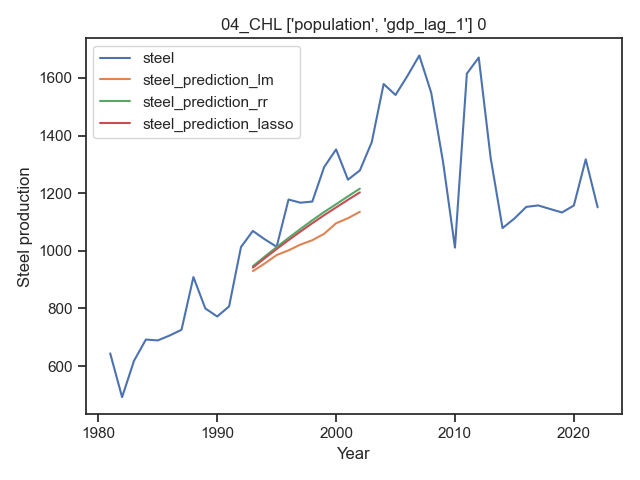 04_CHL ['population', 'gdp_lag_1'] 0
steel
steel_prediction_lm
steel_prediction_rr
steel_prediction_lasso
Steel production
1600
1400
1200
1000
800
600
1980
1990
2000
2010
2020
Year